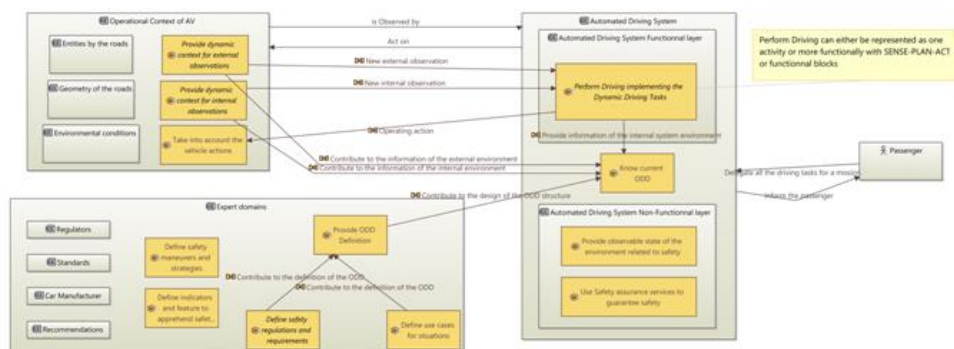 Operational Context of AV
Entities by the roads
Geometry of the roads
Environmental conditions
Provide dynamic
context for external
observations
Provide dynamic
context for internal
observations
Take into account the
vehicle actions
Is Observed by
Act on
New external observation
New internal observation
Operating action
Contribute to the information of the external environment
Contribute to the information of the internal environment
Contribute to the design of the ODD structure
Automated Driving System
Automated Driving System Functionnal layer
Perform Driving implementing the
Dynamic Driving Tasks
Provide information of the internal system environment
Know current
ODD
Automated Driving System Non-Functionnal layer
Provide observable state of the
environment related to safety
Use Safety assurance services to
guarantee safety
Perform Driving can either be represented as one
activity or more functionally with SENSE-PLAN-ACT
or functionnal blocks
Passenger
Delegate all the driving tasks for a mission
Inform the passenger
Expert domains
Regulators
Standards
Car Manufacturer
Recommendations
Define safety
maneuvers and
strategies
Define indicators
and feature to
apprehend safet...
Provide ODD
Definition
Contribute to the definition of the ODD
Contribute to the definition of the ODD
Define safety
regulations and
requirements
Define use cases
for situations